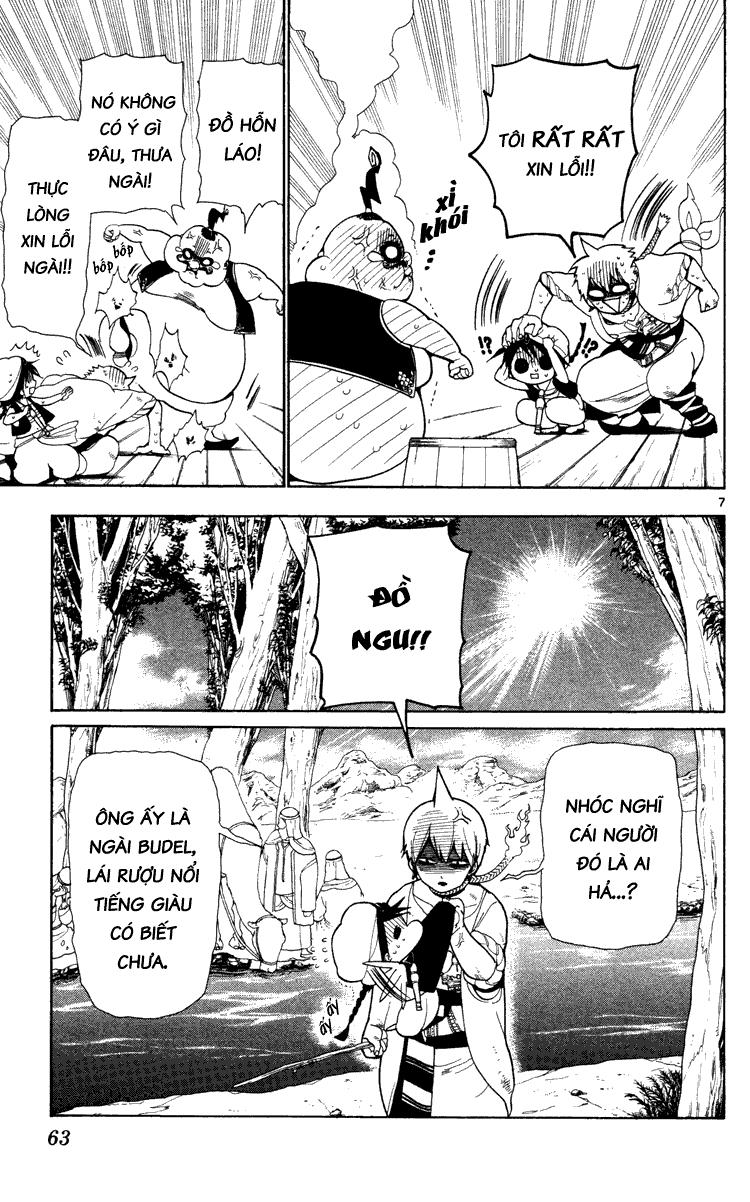 TÔI RẤT RẤT
XIN LỖI!!
xì
khói
...
!?
!?
ĐỒ HỖN
LÁO!
NÓ KHÔNG
CÓ Ý GÌ
ĐÂU, THƯA
NGÀI!
THỰC
LÒNG
XIN LỖI
NGÀI!!
bốp
bốp
7
ĐỒ
NGU!!
NHÓC NGHĨ
CÁI NGƯỜI
ĐÓ LÀ AI
HẢ...?
ÔNG ẤY LÀ
NGÀI BUDEL,
LÁI RƯỢU NỔI
TIẾNG GIÀU
CÓ BIẾT
CHƯA.
ấy ấy
63